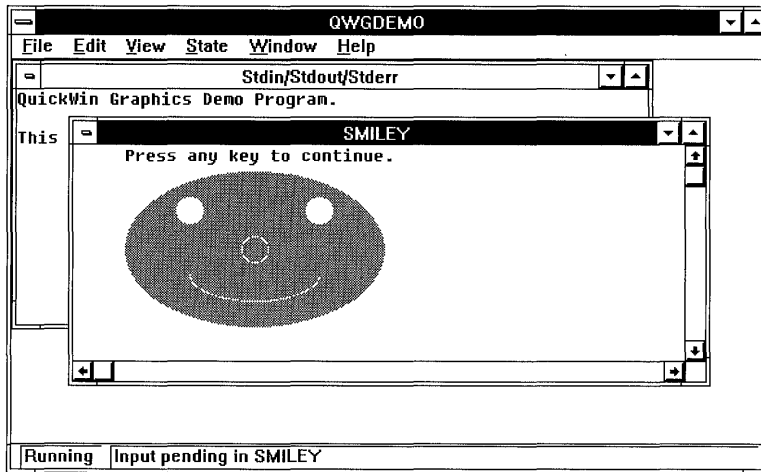 QWGDEMO
File Edit View State Window Help
Stdin/Stdout/Stderr
QuickWin Graphics Demo Program.
This
SMILEY
Press any key to continue.
Running Input pending in SMILEY